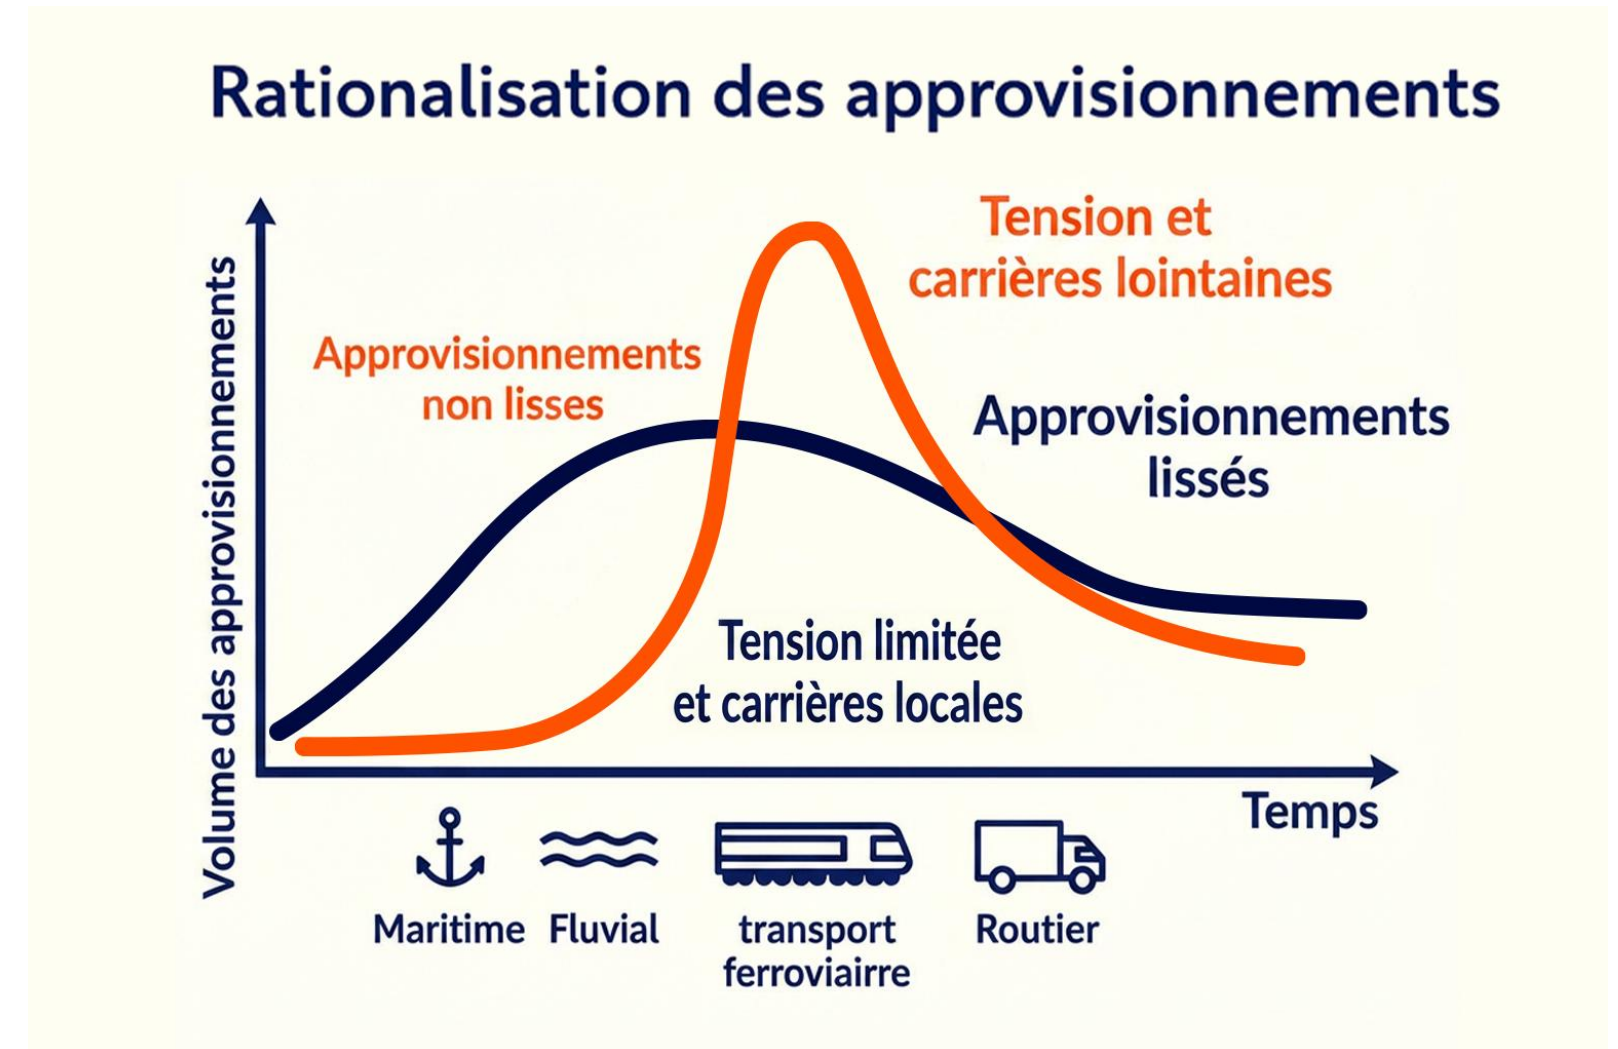 Rationalisation des approvisionnements
Volume des approvisionnements
Tension et
carrières lointaines
Approvisionnements
non lisses
Approvisionnements
lissés
Tension limitée
et carrières locales
Temps
Maritime
Fluvial
transport
ferroviairre
Routier